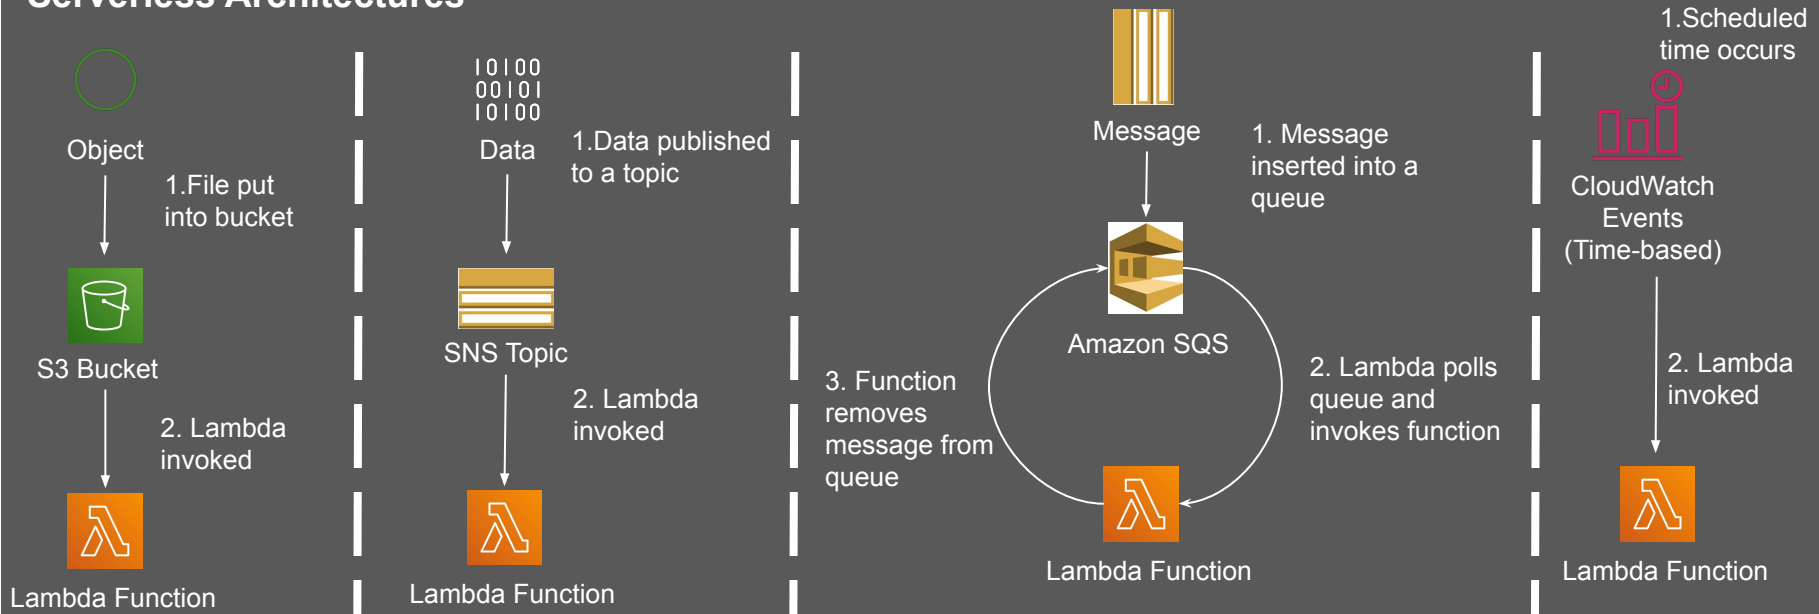 Serverless Architectures
Object
1.File put
into bucket
S3 Bucket
2. Lambda
invoked
Lambda Function
10100
00101
10100
Data
1.Data published
to a topic
SNS Topic
2. Lambda
invoked
Lambda Function
Message
1. Message
inserted into a
queue
Amazon SQS
2. Lambda polls
queue and
invokes function
3. Function
removes
message from
queue
Lambda Function
1.Scheduled
time occurs
CloudWatch
Events
(Time-based)
2. Lambda
invoked
Lambda Function